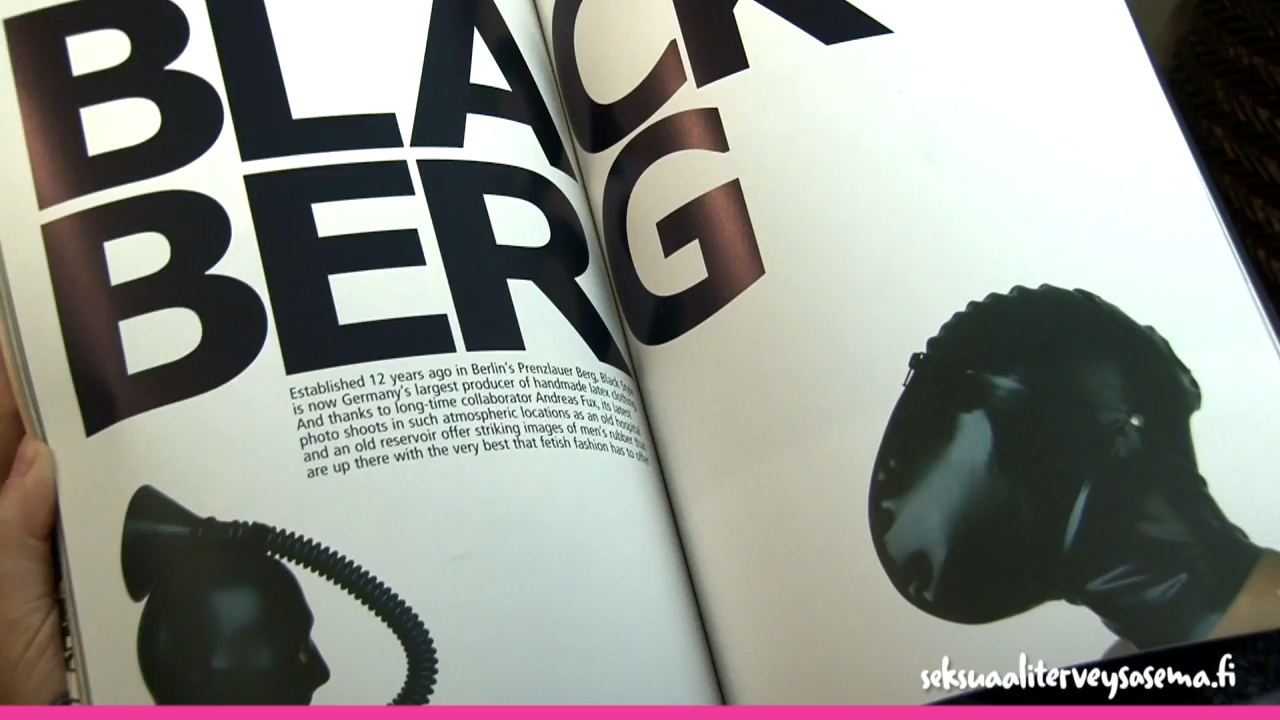 BLACK
BERG
Established 12 years ago in Berlin's Prenzlauer Berg, Black Style
is now Germany's largest producer of handmade latex clothing.
And thanks to long-time collaborator Andreas Fux, its latest
photo shoots in such atmospheric locations as an old hospital
and an old reservoir offer striking images of men's rubber that
are up there with the very best that fetish fashion has to offer
seksuaaliterveysasema.fi